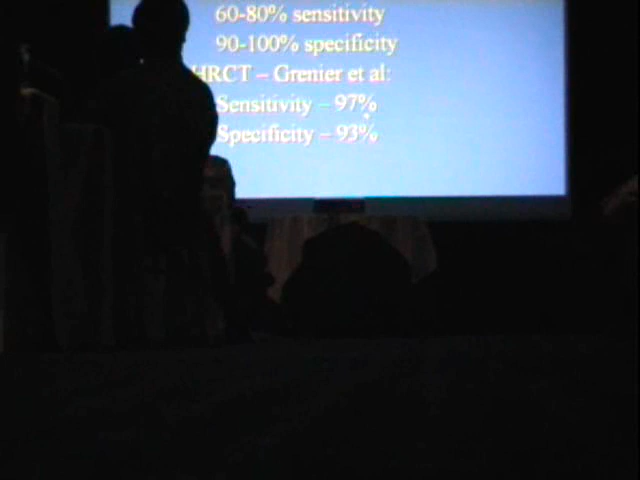 60-80% sensitivity
90-100% specificity
HRCT – Grenier et al:
Sensitivity – 97%
Specificity – 93%